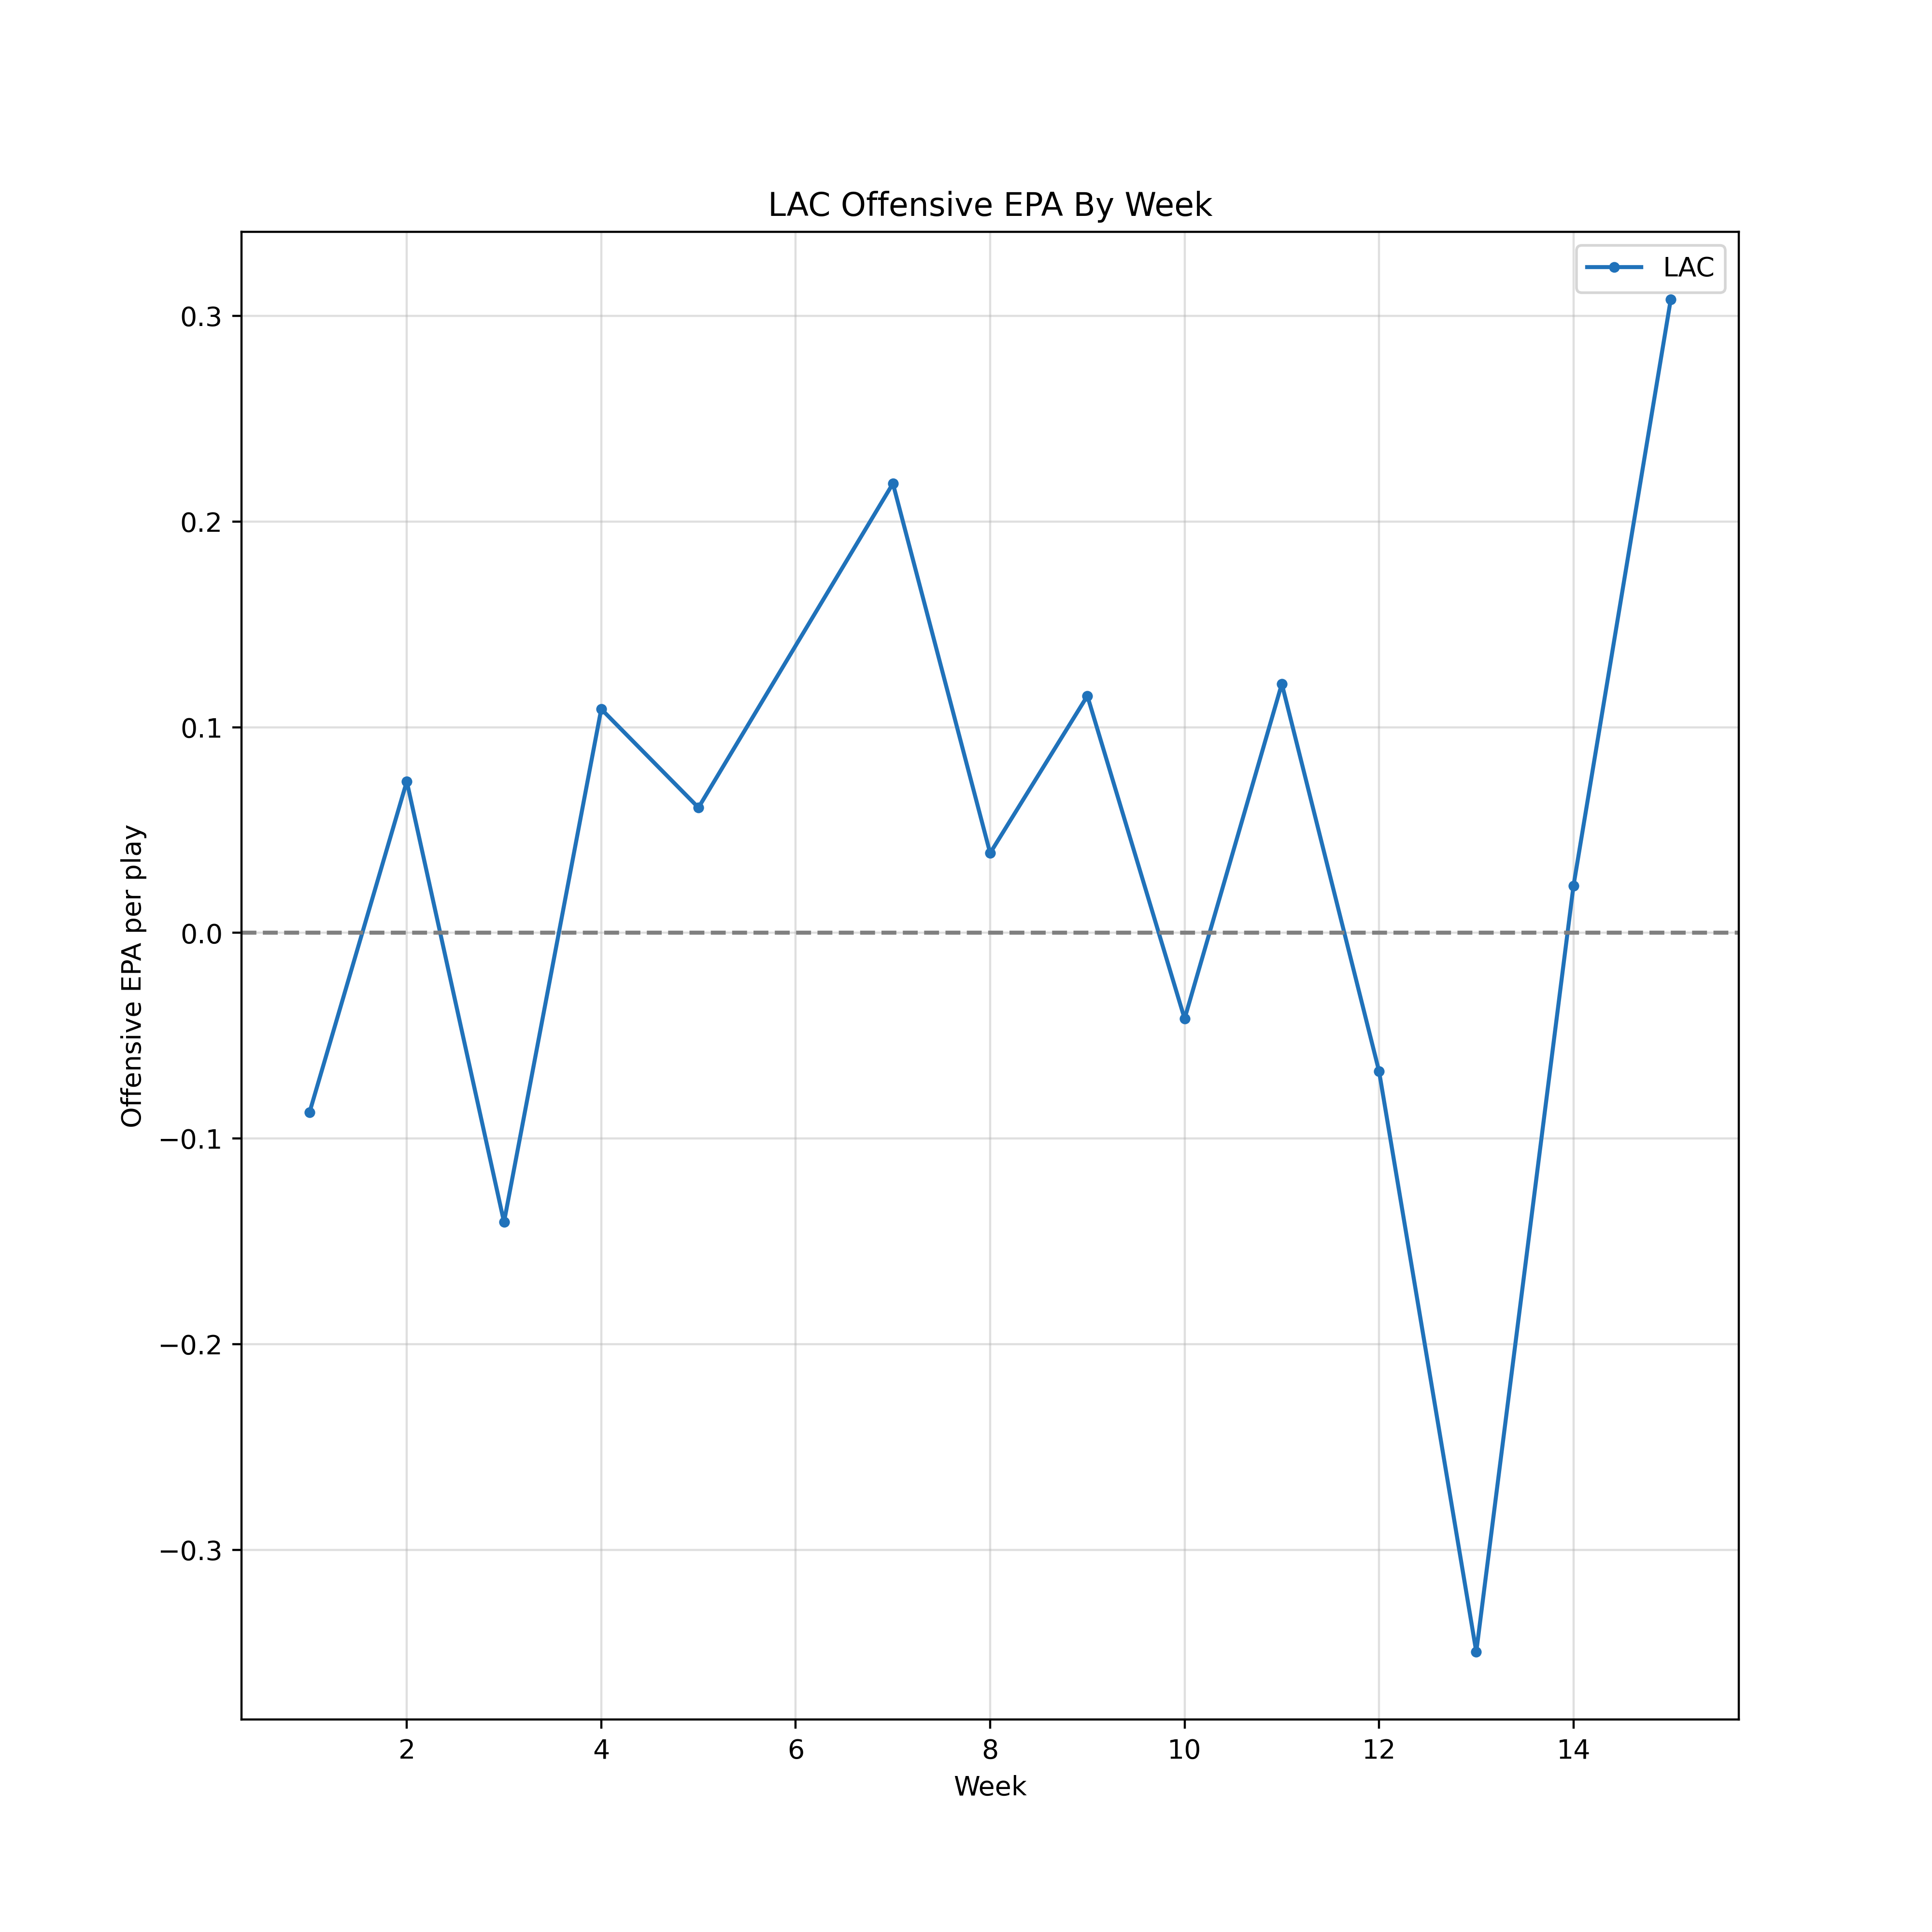 LAC Offensive EPA By Week
LAC
0.3
0.2
0.1
0.0
−0.1
−0.2
−0.3
Offensive EPA per play
2 4 6 8 10 12 14
Week